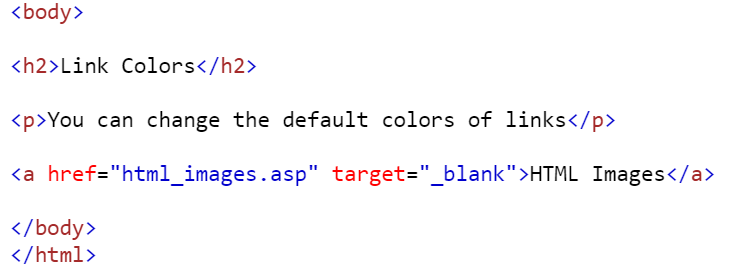 <body>
<h2>Link Colors</h2>
<p>You can change the default colors of links</p>
<a href="html_images.asp" target="_blank">HTML Images</a>
</body>
</html>